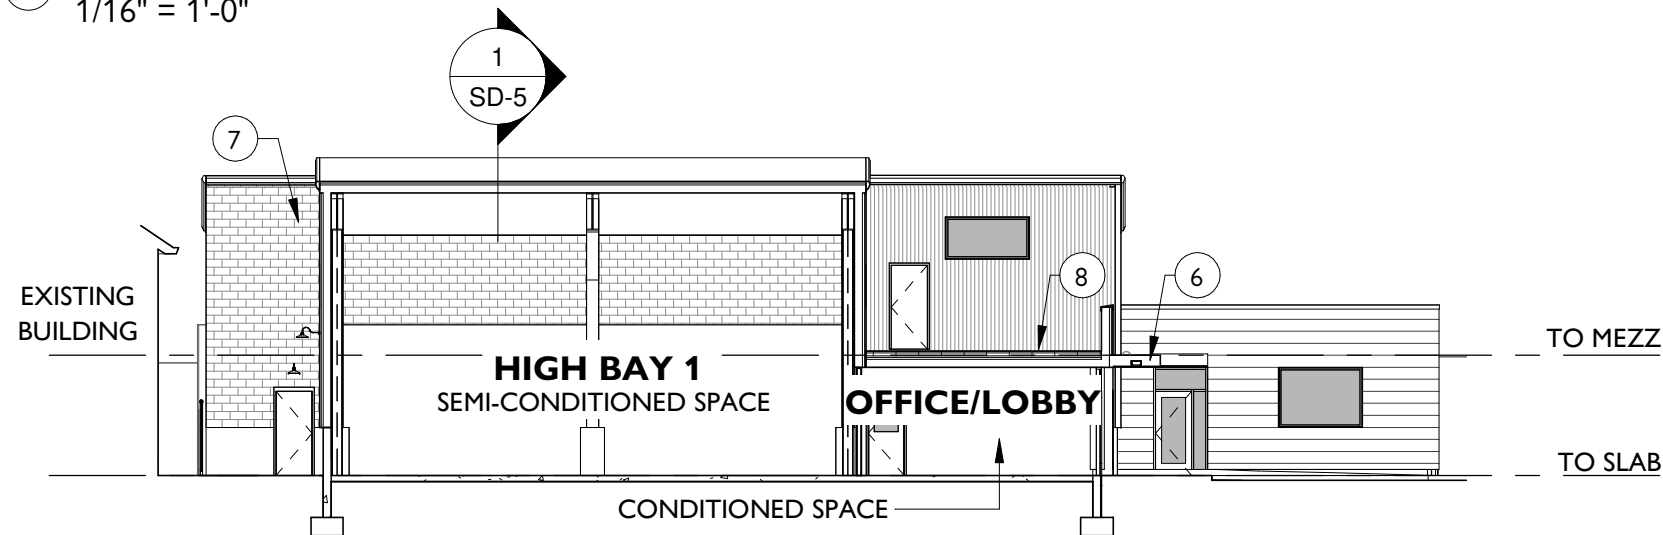 1/16" = 1'-0"
1
SD-5
7
8
6
EXISTING
BUILDING
TO MEZZ
HIGH BAY 1
SEMI-CONDITIONED SPACE
OFFICE/LOBBY
TO SLAB
CONDITIONED SPACE